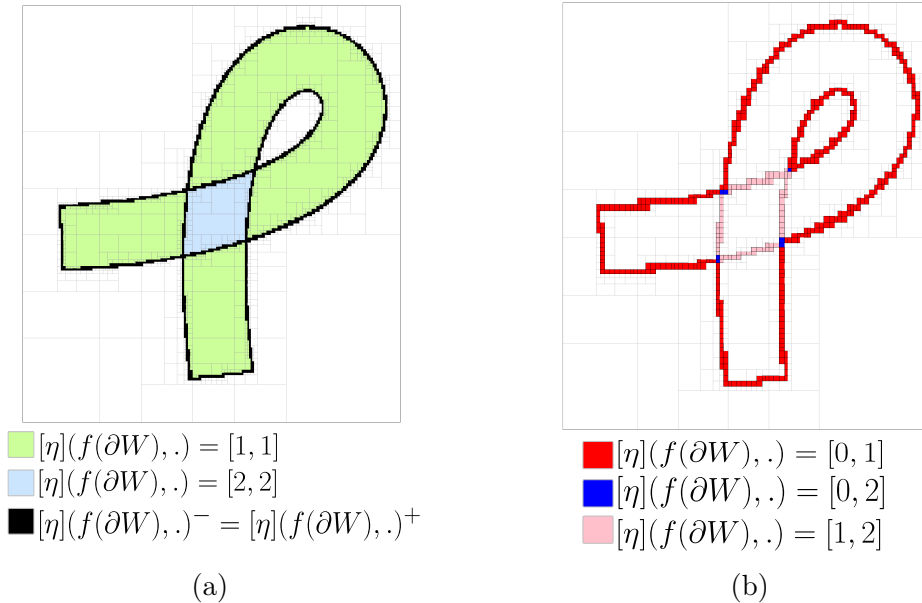 [η](f(∂W), .) = [1, 1]
[η](f(∂W), .) = [2, 2]
[η](f(∂W), .)⁻ = [η](f(∂W), .)⁺
(a)
[η](f(∂W), .) = [0, 1]
[η](f(∂W), .) = [0, 2]
[η](f(∂W), .) = [1, 2]
(b)